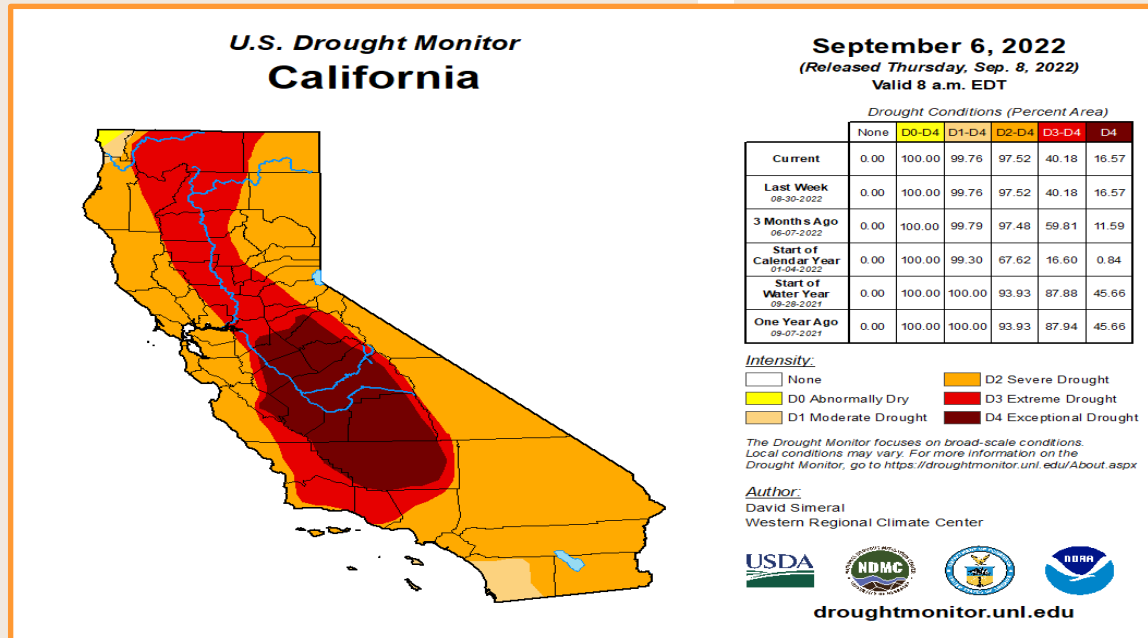 U.S. Drought Monitor
California
September 6, 2022
(Released Thursday, Sep. 8, 2022)
Valid 8 a.m. EDT
Drought Conditions (Percent Area)
None D0-D4 D1-D4 D2-D4 D3-D4 D4
Current 0.00 100.00 99.76 97.52 40.18 16.57
Last Week 0.00 100.00 99.76 97.52 40.18 16.57
08-30-2022
3 Months Ago 0.00 100.00 99.79 97.48 59.81 11.59
06-07-2022
Start of
Calendar Year 0.00 100.00 99.30 67.62 16.60 0.84
01-04-2022
Start of
Water Year 0.00 100.00 100.00 93.93 87.88 45.66
09-28-2021
One Year Ago 0.00 100.00 100.00 93.93 87.94 45.66
09-07-2021
Intensity:
None
D0 Abnormally Dry
D1 Moderate Drought
D2 Severe Drought
D3 Extreme Drought
D4 Exceptional Drought
The Drought Monitor focuses on broad-scale conditions.
Local conditions may vary. For more information on the
Drought Monitor, go to https://droughtmonitor.unl.edu/About.aspx
Author:
David Simeral
Western Regional Climate Center
USDA
NDMC
NOAA
droughtmonitor.unl.edu